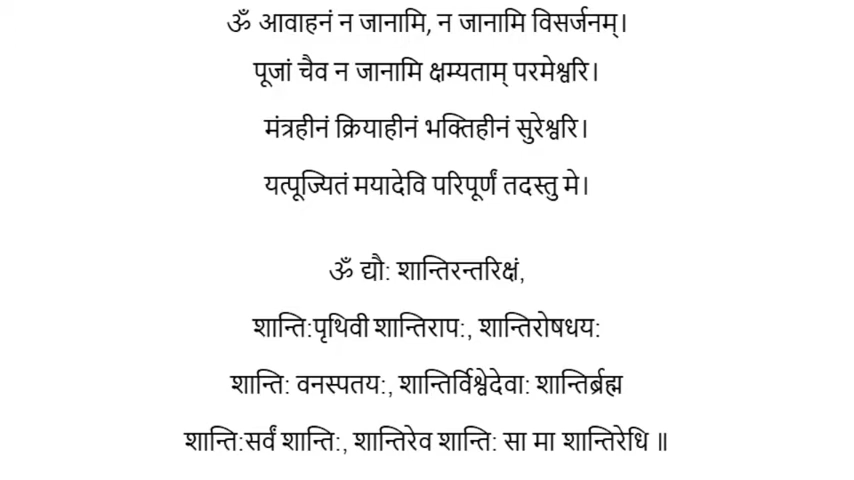 ॐ आवाहनं न जानामि, न जानामि विसर्जनम्।
पूजां चैव न जानामि क्षम्यताम् परमेश्वरि।
मंत्रहीनं क्रियाहीनं भक्तिहीनं सुरेश्वरि।
यत्पूज्यितं मयादेवि परिपूर्णं तदस्तु मे।
ॐ द्यौ: शान्तिरन्तरिक्षं,
शान्ति:पृथिवी शान्तिराप:, शान्तिरोषधय:
शान्ति: वनस्पतय:, शान्तिर्विश्वेदेवा: शान्तिर्ब्रह्म
शान्ति:सर्वं शान्ति:, शान्तिरेव शान्ति: सा मा शान्तिरेधि ॥